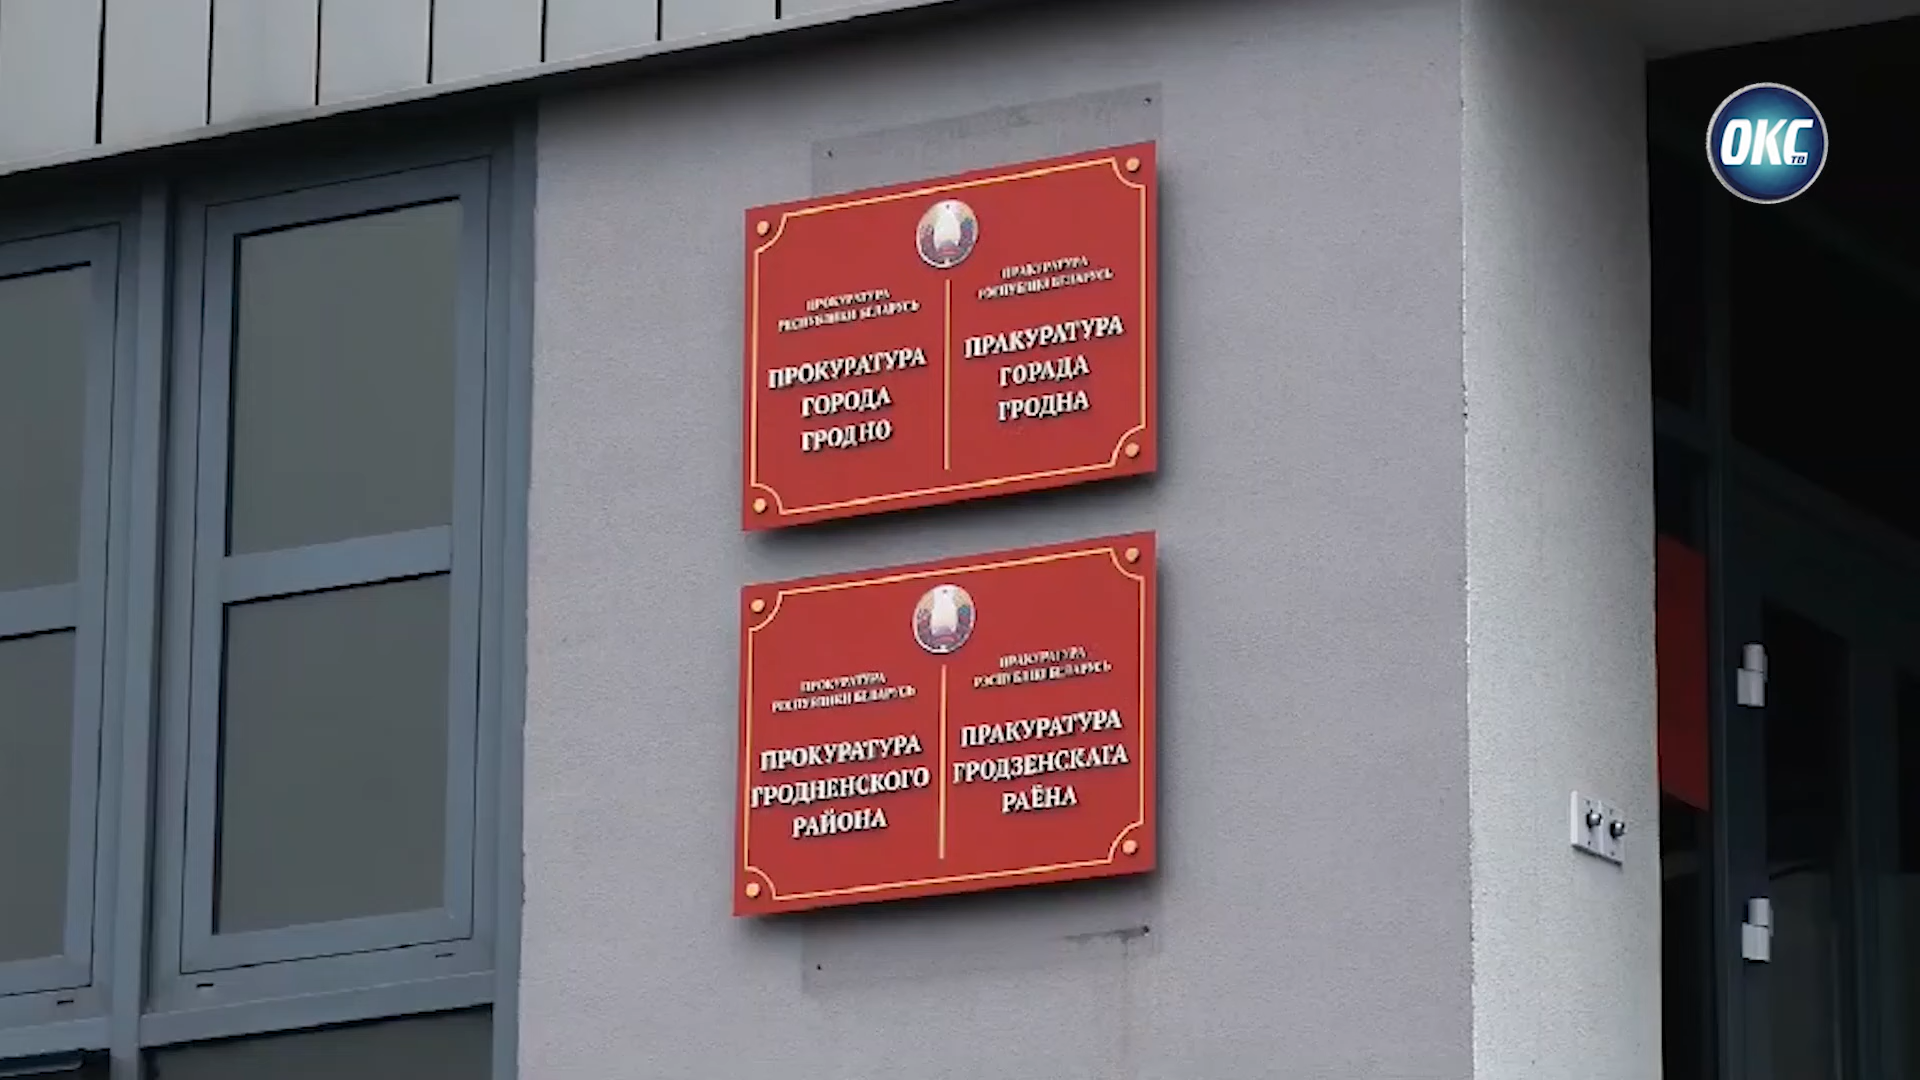 ОКС
ТВ
ПРОКУРАТУРА
РЕСПУБЛИКИ БЕЛАРУСЬ
ПРОКУРАТУРА
ГОРОДА
ГРОДНО
ПРАКУРАТУРА
РЭСПУБЛІКІ БЕЛАРУСЬ
ПРАКУРАТУРА
ГОРАДА
ГРОДНА
ПРОКУРАТУРА
РЕСПУБЛИКИ БЕЛАРУСЬ
ПРОКУРАТУРА
ГРОДНЕНСКОГО
РАЙОНА
ПРАКУРАТУРА
РЭСПУБЛІКІ БЕЛАРУСЬ
ПРАКУРАТУРА
ГРОДЗЕНСКАГА
РАЁНА